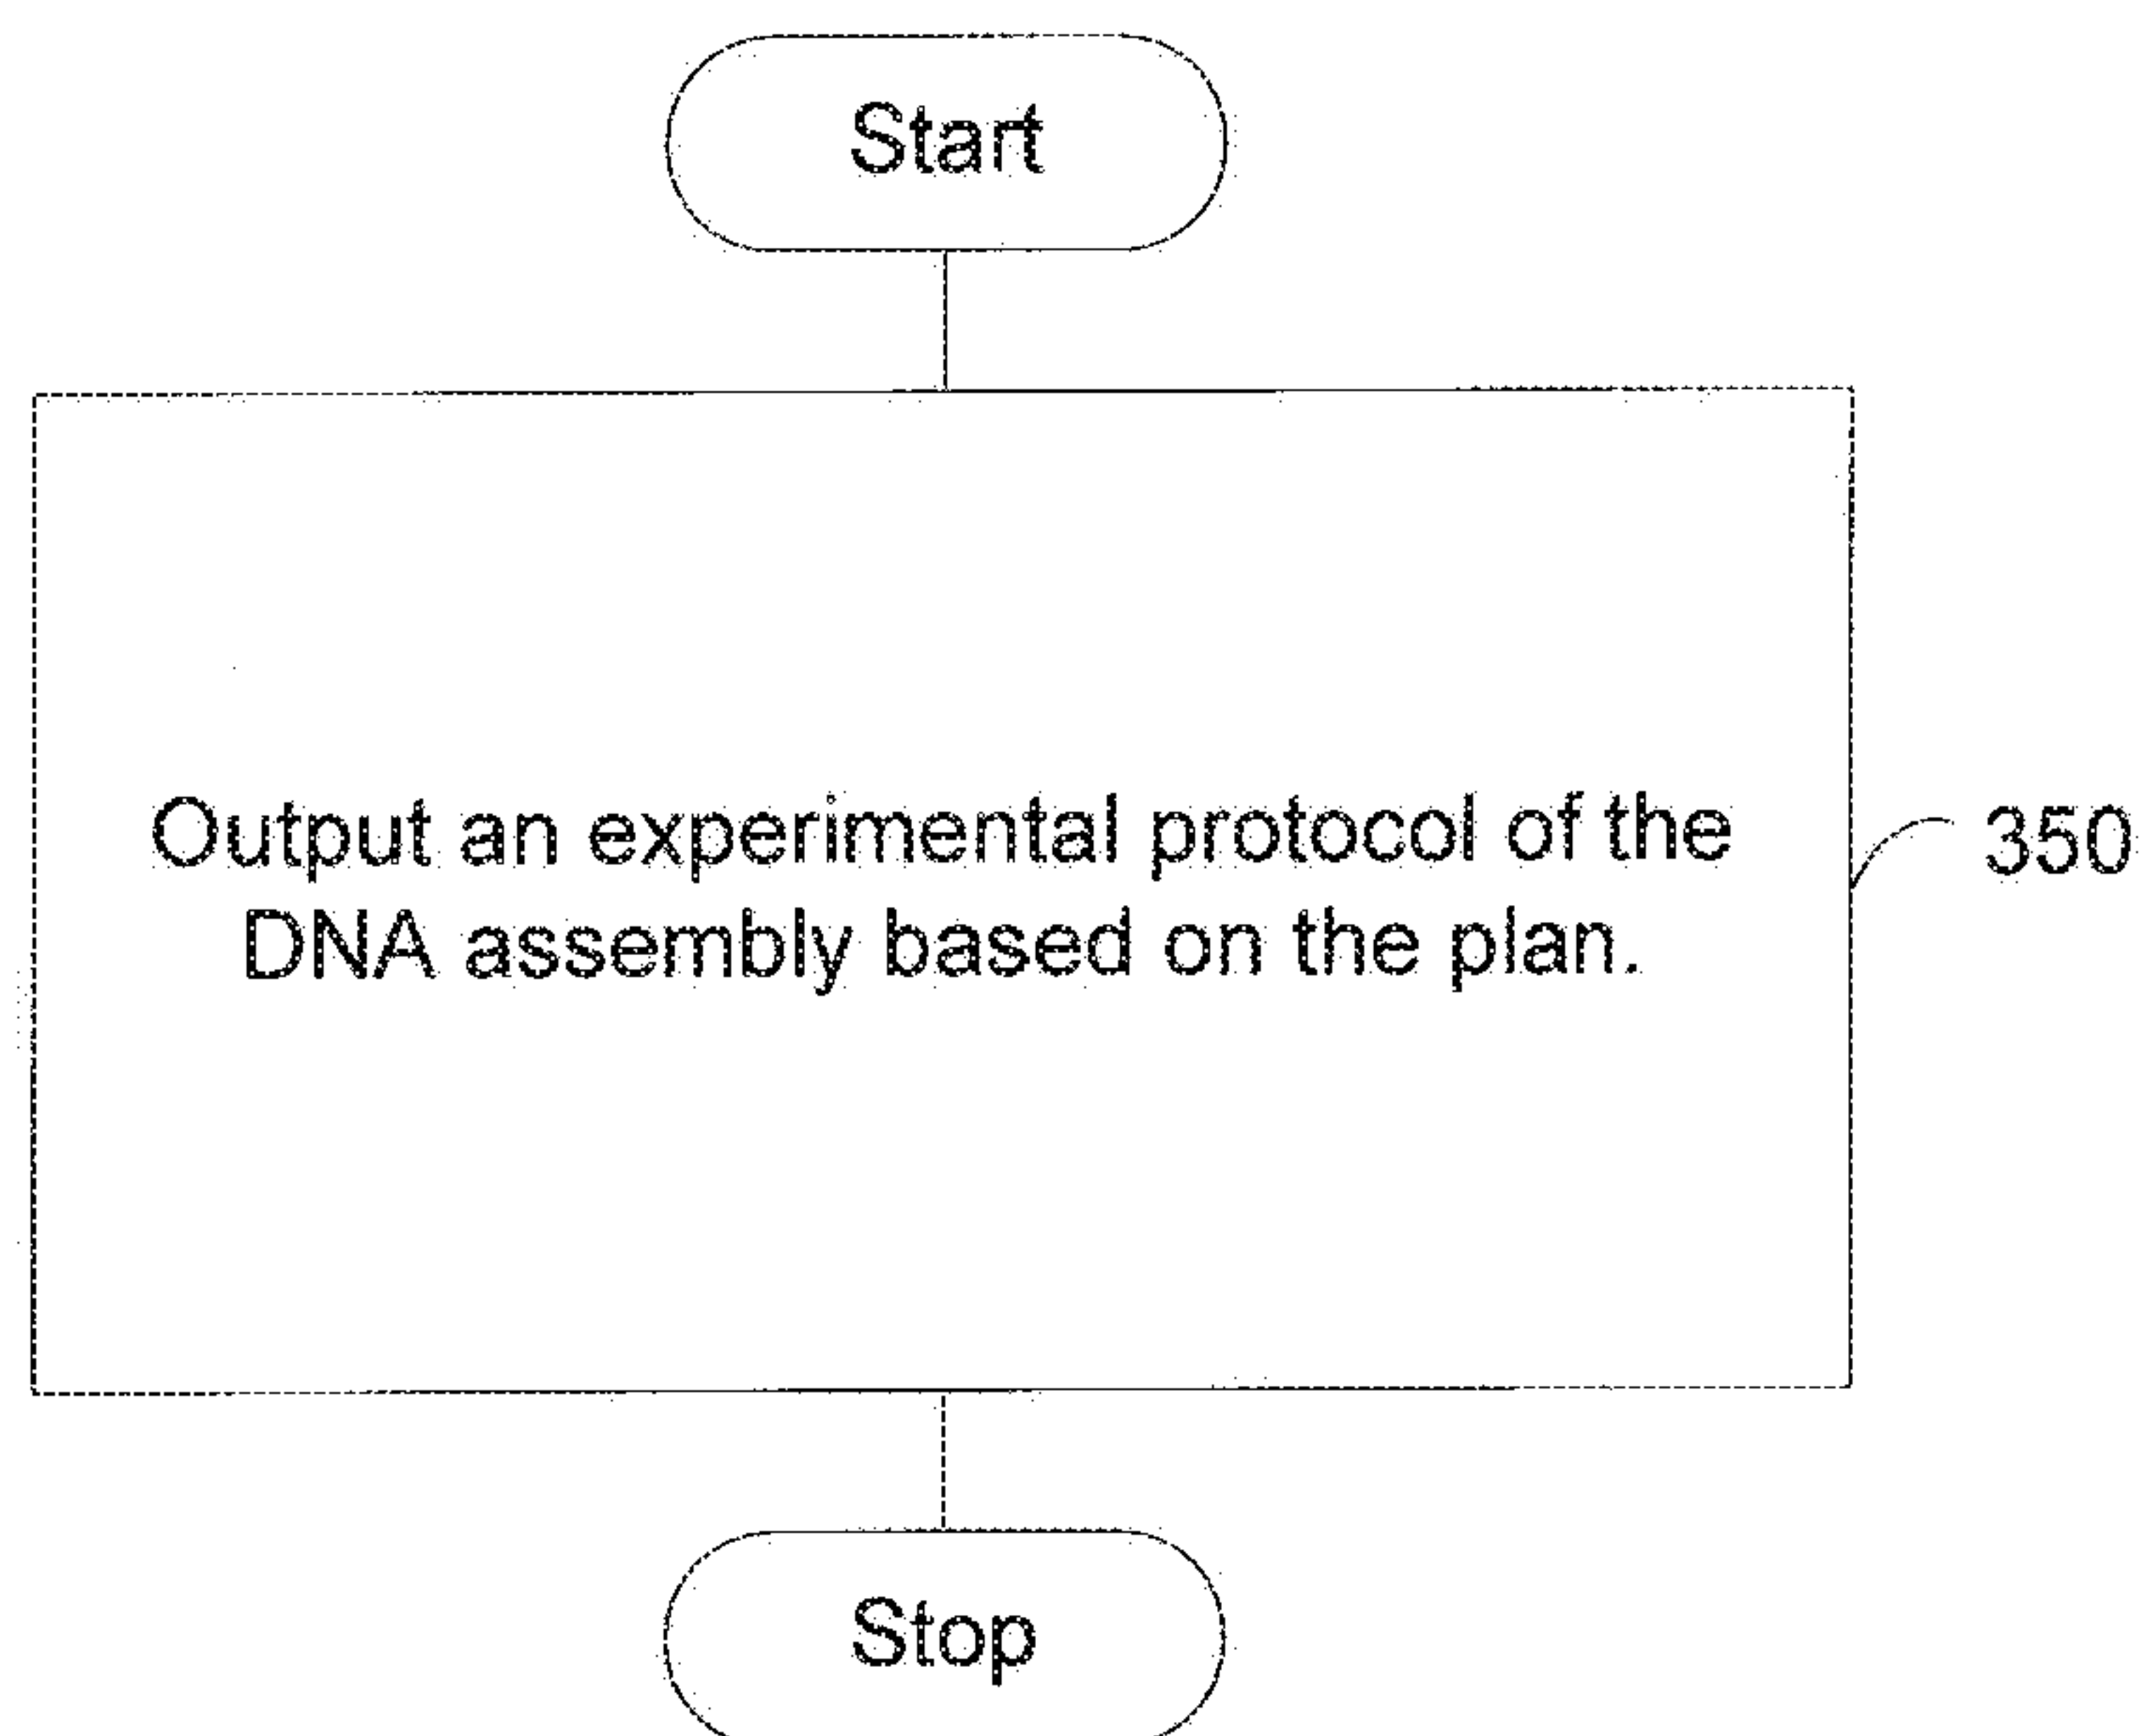 Start
Output an experimental protocol of the
DNA assembly based on the plan.
350
Stop